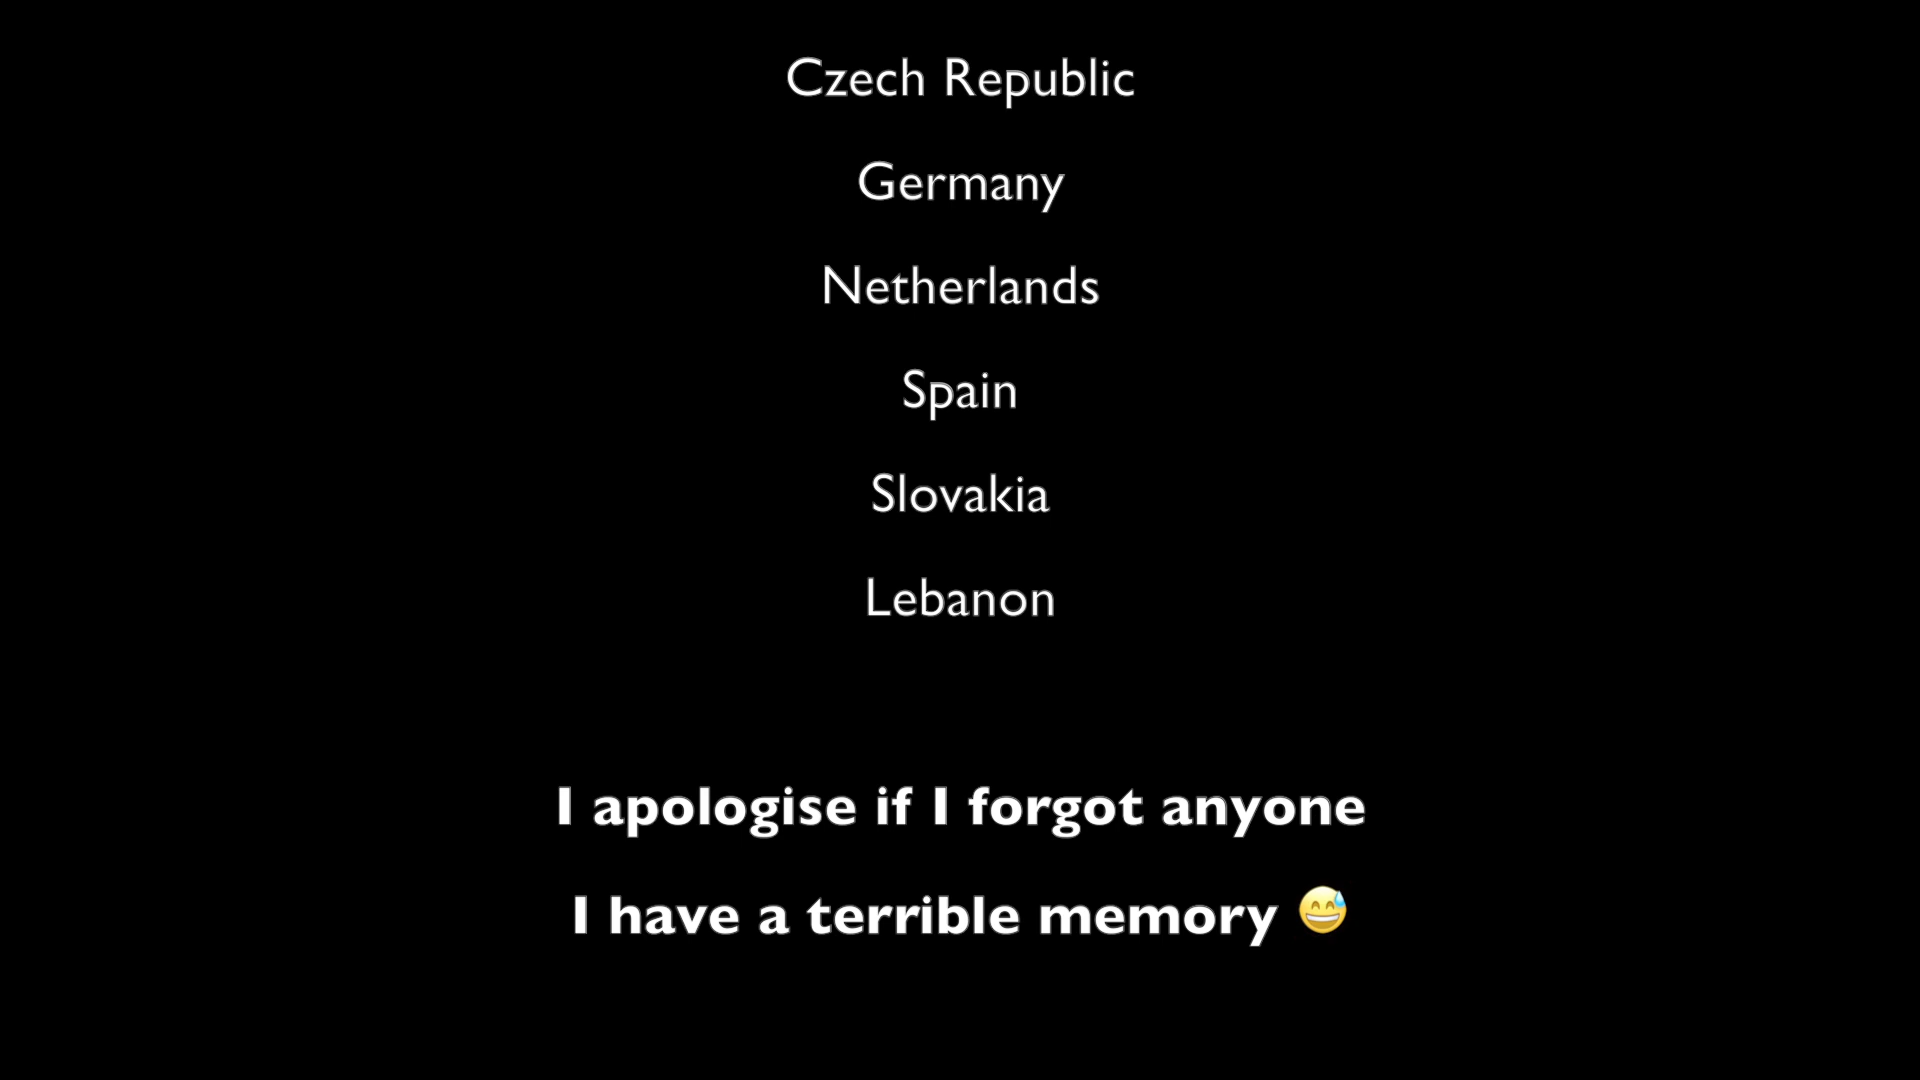 Czech Republic
Germany
Netherlands
Spain
Slovakia
Lebanon
I apologise if I forgot anyone
I have a terrible memory 😅